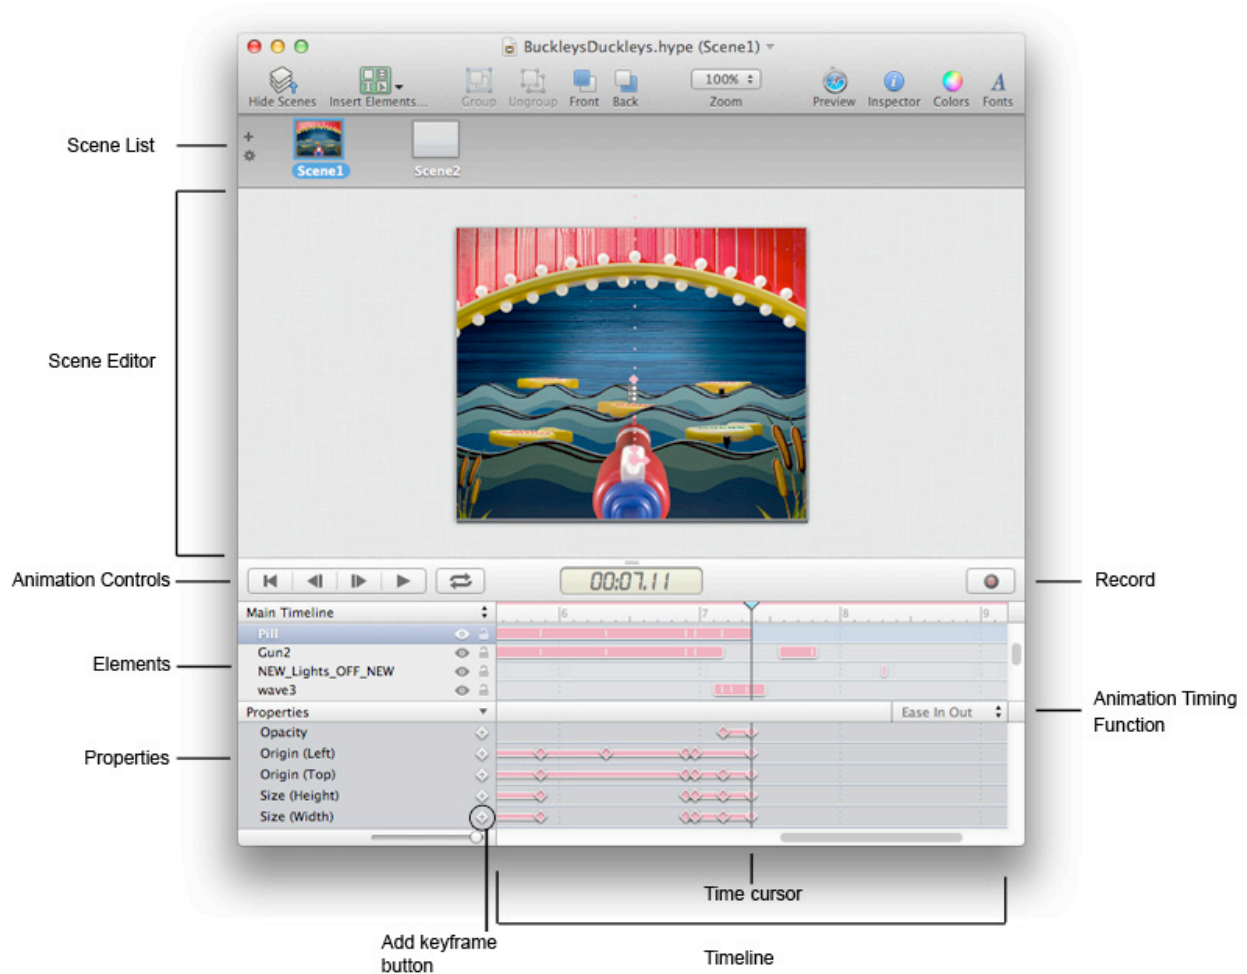 BuckleysDuckleys.hype (Scene1)
Hide Scenes Insert Elements... Group Ungroup Front Back 100% Zoom Preview Inspector Colors Fonts
Scene List
Scene1 Scene2
Scene Editor
Animation Controls
00:07.11
Record
Main Timeline
6 7 8 9
Pill
Gun2
Elements
NEW_Lights_OFF_NEW
wave3
Animation Timing
Function
Properties
Ease In Out
Opacity
Properties
Origin (Left)
Origin (Top)
Size (Height)
Size (Width)
Time cursor
Add keyframe
button
Timeline